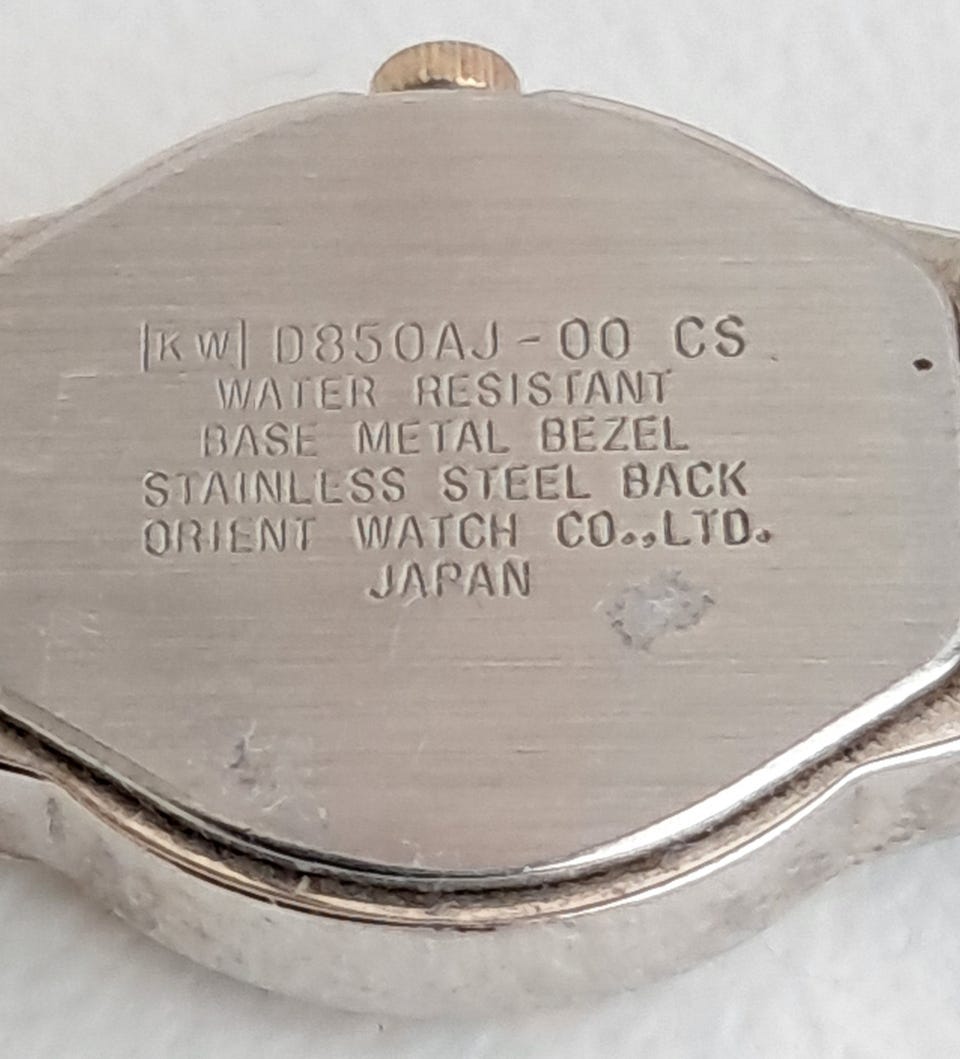 KW D850AJ-00 CS
WATER RESISTANT
BASE METAL BEZEL
STAINLESS STEEL BACK
ORIENT WATCH CO.,LTD.
JAPAN